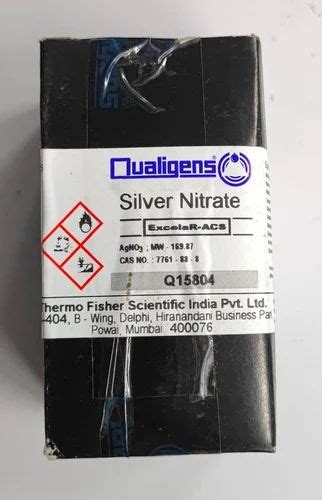 Qualigens
Silver Nitrate
ExcelaR-ACS
AgNO₃ ; MW - 169.87
CAS NO. : 7761 - 88 - 8
Q15804
hermo Fisher Scientific India Pvt. Ltd.
-404, B - Wing, Delphi, Hiranandani Business Par
Powai, Mumbai 400076